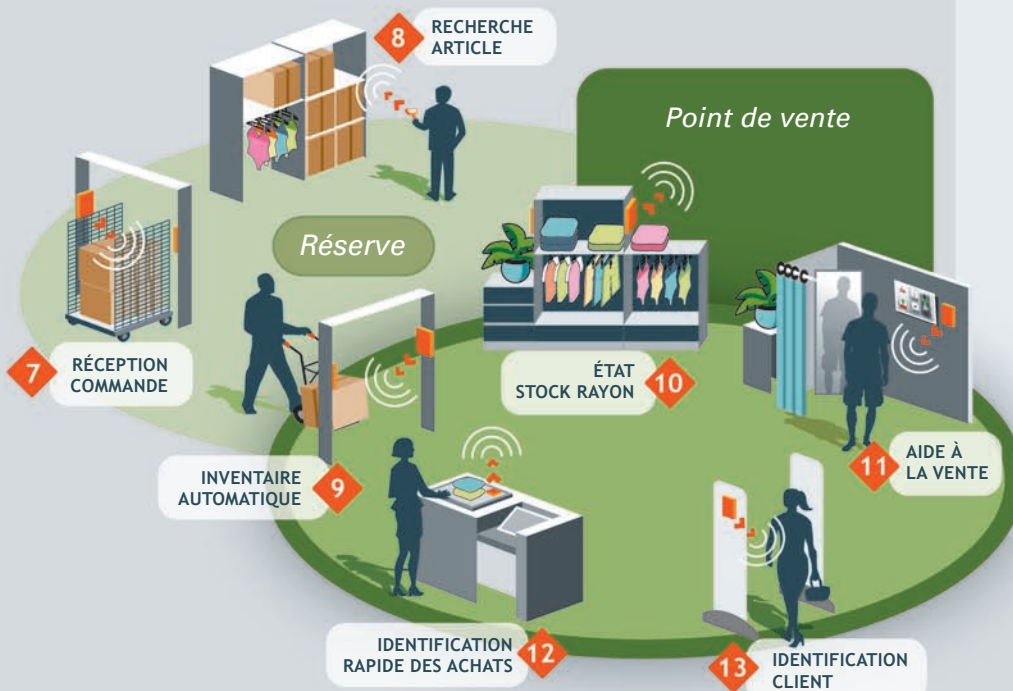 8
RECHERCHE
ARTICLE
Point de vente
Réserve
7
RÉCEPTION
COMMANDE
ÉTAT
STOCK RAYON
10
11
AIDE À
LA VENTE
INVENTAIRE
AUTOMATIQUE
9
IDENTIFICATION
RAPIDE DES ACHATS
12
13
IDENTIFICATION
CLIENT